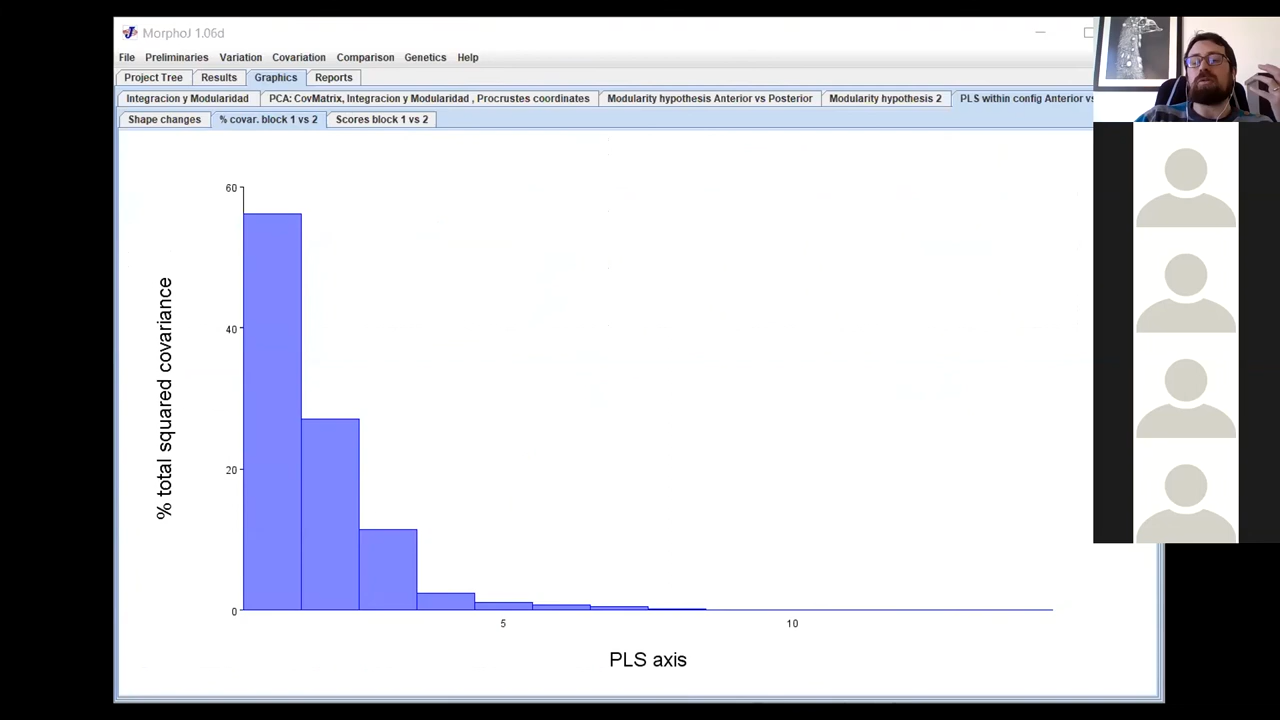 MorphoJ 1.06d
File Preliminaries Variation Covariation Comparison Genetics Help
Project Tree Results Graphics Reports
Integracion y Modularidad PCA: CovMatrix, Integracion y Modularidad , Procrustes coordinates Modularity hypothesis Anterior vs Posterior Modularity hypothesis 2 PLS within config Anterior vs
Shape changes % covar. block 1 vs 2 Scores block 1 vs 2
60
40
20
0
% total squared covariance
5 10
PLS axis